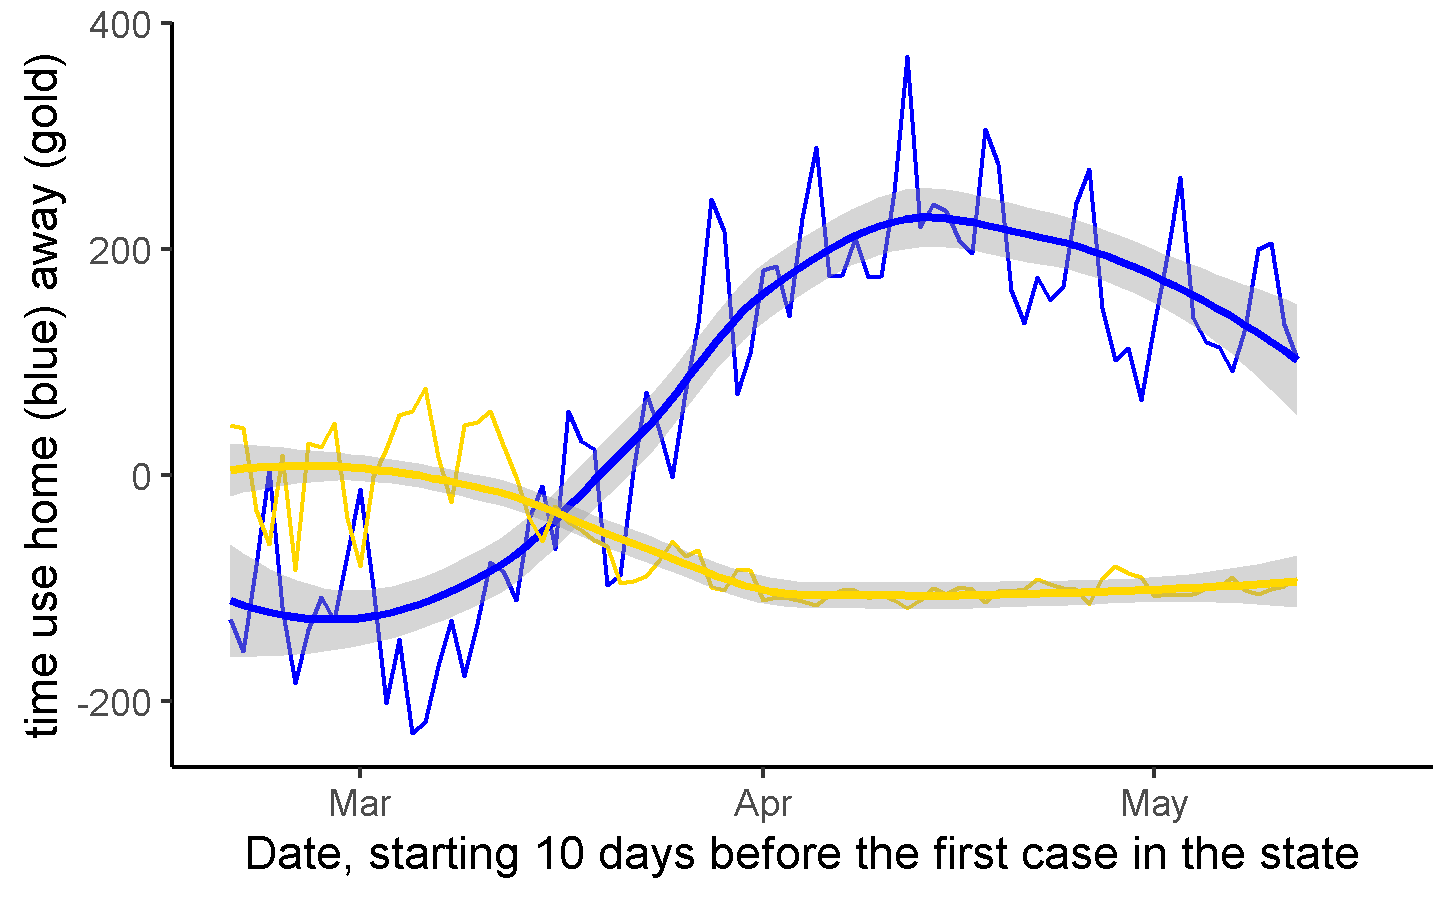 time use home (blue) away (gold)
400
200
0
-200
Mar Apr May
Date, starting 10 days before the first case in the state